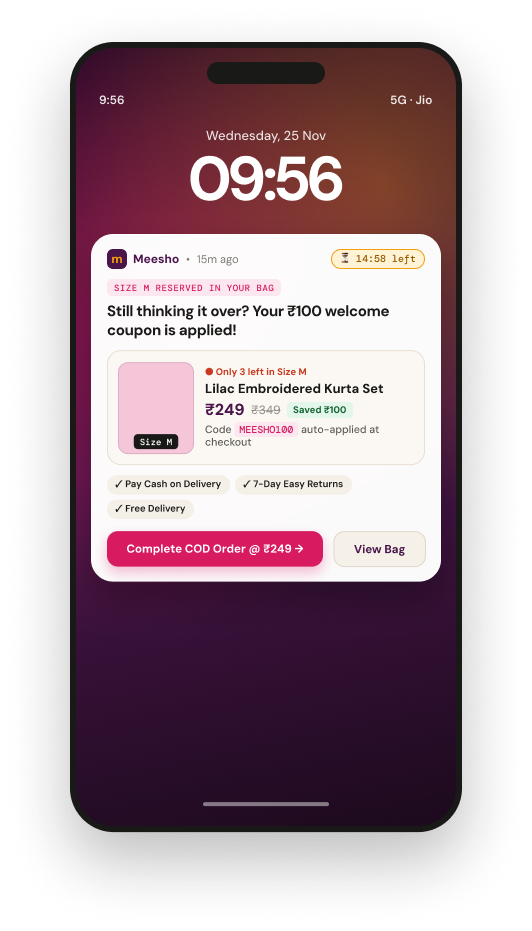 9:56
5G · Jio
Wednesday, 25 Nov
09:56
m Meesho • 15m ago
⏳ 14:58 left
SIZE M RESERVED IN YOUR BAG
Still thinking it over? Your ₹100 welcome
coupon is applied!
Size M
Only 3 left in Size M
Lilac Embroidered Kurta Set
₹249 ₹349 Saved ₹100
Code MEESHO100 auto-applied at
checkout
✓ Pay Cash on Delivery ✓ 7-Day Easy Returns
✓ Free Delivery
Complete COD Order @ ₹249 → View Bag